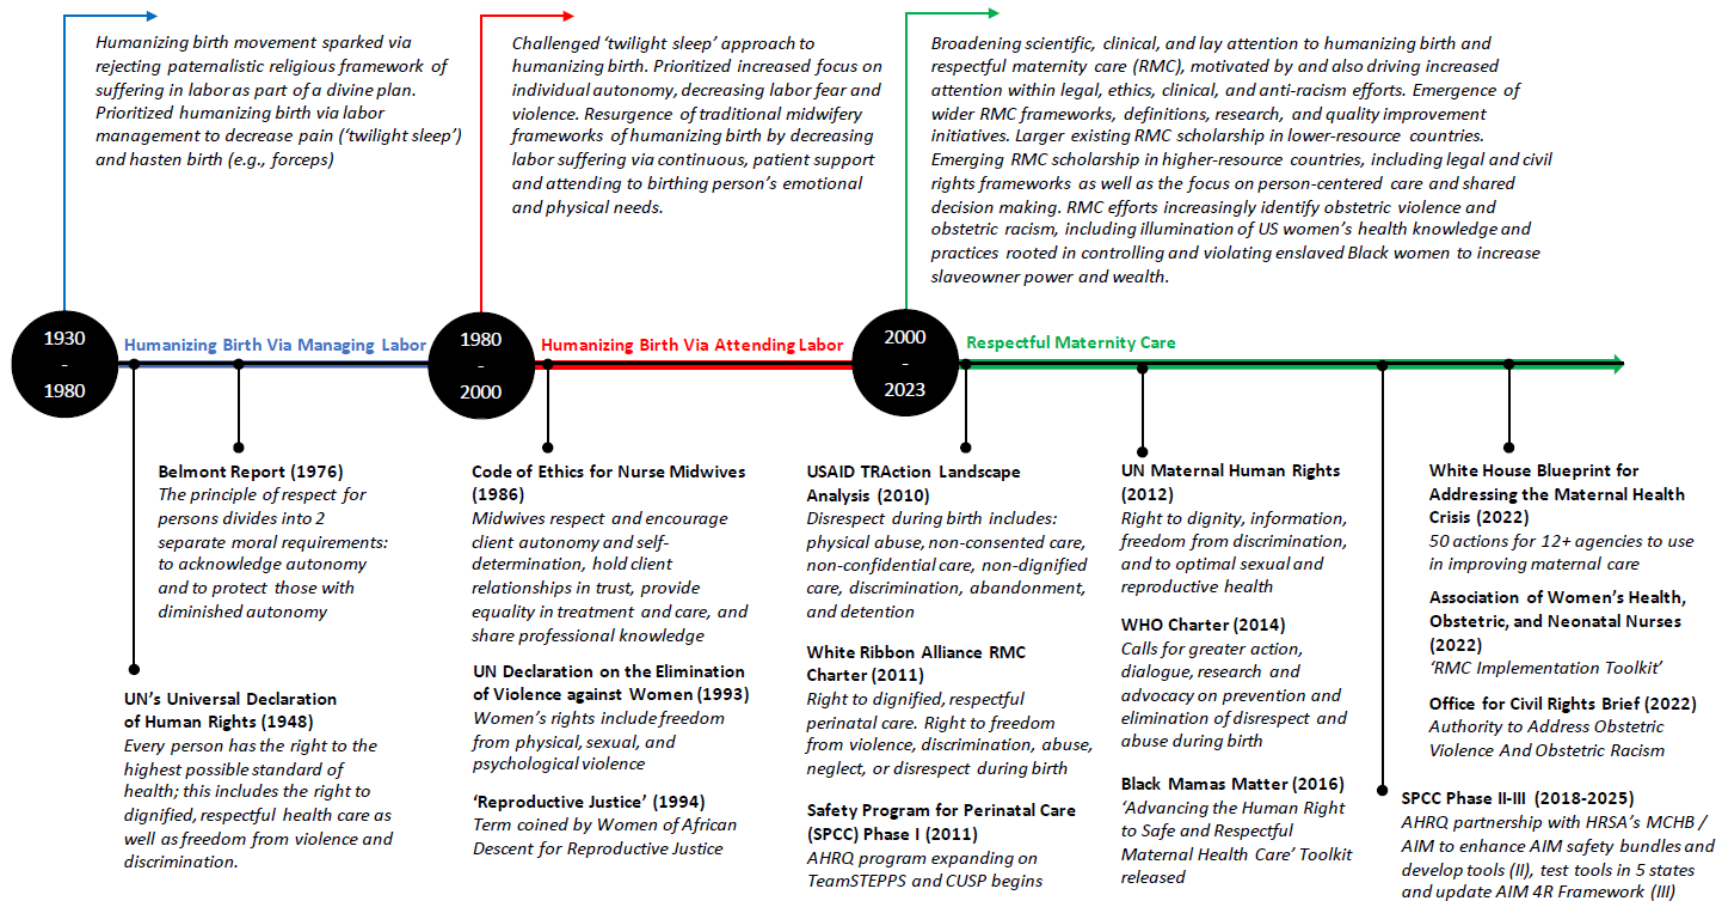 Humanizing birth movement sparked via
rejecting paternalistic religious framework of
suffering in labor as part of a divine plan.
Prioritized humanizing birth via labor
management to decrease pain (‘twilight sleep’)
and hasten birth (e.g., forceps)
Challenged ‘twilight sleep’ approach to
humanizing birth. Prioritized increased focus on
individual autonomy, decreasing labor fear and
violence. Resurgence of traditional midwifery
frameworks of humanizing birth by decreasing
labor suffering via continuous, patient support
and attending to birthing person’s emotional
and physical needs.
Broadening scientific, clinical, and lay attention to humanizing birth and
respectful maternity care (RMC), motivated by and also driving increased
attention within legal, ethics, clinical, and anti-racism efforts. Emergence of
wider RMC frameworks, definitions, research, and quality improvement
initiatives. Larger existing RMC scholarship in lower-resource countries.
Emerging RMC scholarship in higher-resource countries, including legal and civil
rights frameworks as well as the focus on person-centered care and shared
decision making. RMC efforts increasingly identify obstetric violence and
obstetric racism, including illumination of US women’s health knowledge and
practices rooted in controlling and violating enslaved Black women to increase
slaveowner power and wealth.
1930
-
1980
Humanizing Birth Via Managing Labor
1980
-
2000
Humanizing Birth Via Attending Labor
2000
-
2023
Respectful Maternity Care
Belmont Report (1976)
The principle of respect for
persons divides into 2
separate moral requirements:
to acknowledge autonomy
and to protect those with
diminished autonomy
UN’s Universal Declaration
of Human Rights (1948)
Every person has the right to the
highest possible standard of
health; this includes the right to
dignified, respectful health care as
well as freedom from violence and
discrimination.
Code of Ethics for Nurse Midwives
(1986)
Midwives respect and encourage
client autonomy and self-
determination, hold client
relationships in trust, provide
equality in treatment and care, and
share professional knowledge
UN Declaration on the Elimination
of Violence against Women (1993)
Women’s rights include freedom
from physical, sexual, and
psychological violence
‘Reproductive Justice’ (1994)
Term coined by Women of African
Descent for Reproductive Justice
USAID TRAction Landscape
Analysis (2010)
Disrespect during birth includes:
physical abuse, non-consented care,
non-confidential care, non-dignified
care, discrimination, abandonment,
and detention
White Ribbon Alliance RMC
Charter (2011)
Right to dignified, respectful
perinatal care. Right to freedom
from violence, discrimination, abuse,
neglect, or disrespect during birth
Safety Program for Perinatal Care
(SPCC) Phase I (2011)
AHRQ program expanding on
TeamSTEPPS and CUSP begins
UN Maternal Human Rights
(2012)
Right to dignity, information,
freedom from discrimination,
and to optimal sexual and
reproductive health
WHO Charter (2014)
Calls for greater action,
dialogue, research and
advocacy on prevention and
elimination of disrespect and
abuse during birth
Black Mamas Matter (2016)
‘Advancing the Human Right
to Safe and Respectful
Maternal Health Care’ Toolkit
released
White House Blueprint for
Addressing the Maternal Health
Crisis (2022)
50 actions for 12+ agencies to use
in improving maternal care
Association of Women’s Health,
Obstetric, and Neonatal Nurses
(2022)
‘RMC Implementation Toolkit’
Office for Civil Rights Brief (2022)
Authority to Address Obstetric
Violence And Obstetric Racism
SPCC Phase II-III (2018-2025)
AHRQ partnership with HRSA’s MCHB /
AIM to enhance AIM safety bundles and
develop tools (II), test tools in 5 states
and update AIM 4R Framework (III)